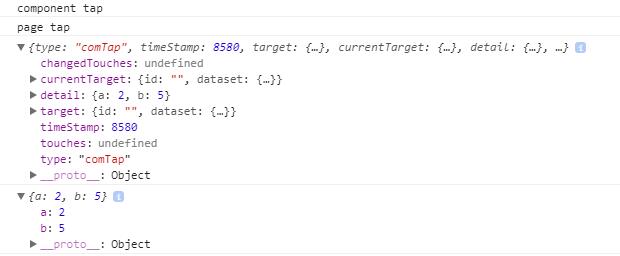 component tap
page tap
▼{type: "comTap", timeStamp: 8580, target: {…}, currentTarget: {…}, detail: {…}, …} i
changedTouches: undefined
▶currentTarget: {id: "", dataset: {…}}
▶detail: {a: 2, b: 5}
▶target: {id: "", dataset: {…}}
timeStamp: 8580
touches: undefined
type: "comTap"
▶__proto__: Object
▼{a: 2, b: 5} i
a: 2
b: 5
▶__proto__: Object